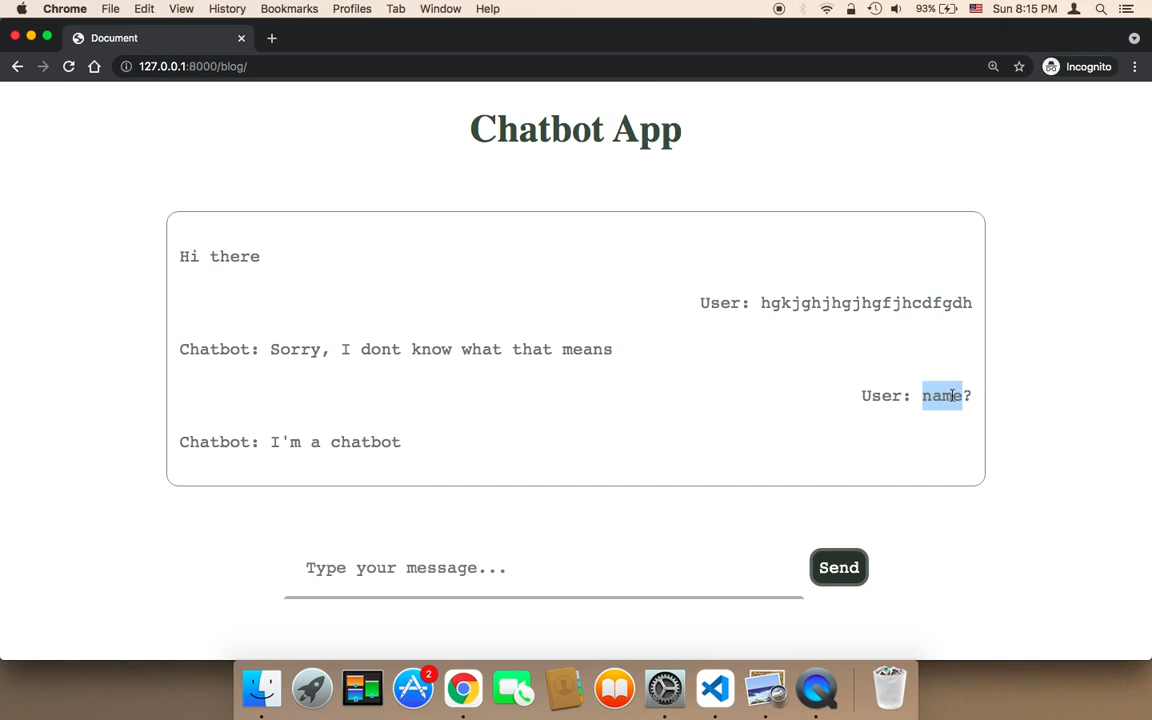 Chrome File Edit View History Bookmarks Profiles Tab Window Help 93% Sun 8:15 PM
Document
127.0.0.1:8000/blog/ Incognito
Chatbot App
Hi there
User: hgkjghjhgjhgfjhcdfgdh
Chatbot: Sorry, I dont know what that means
User: name?
Chatbot: I'm a chatbot
Type your message... Send
2